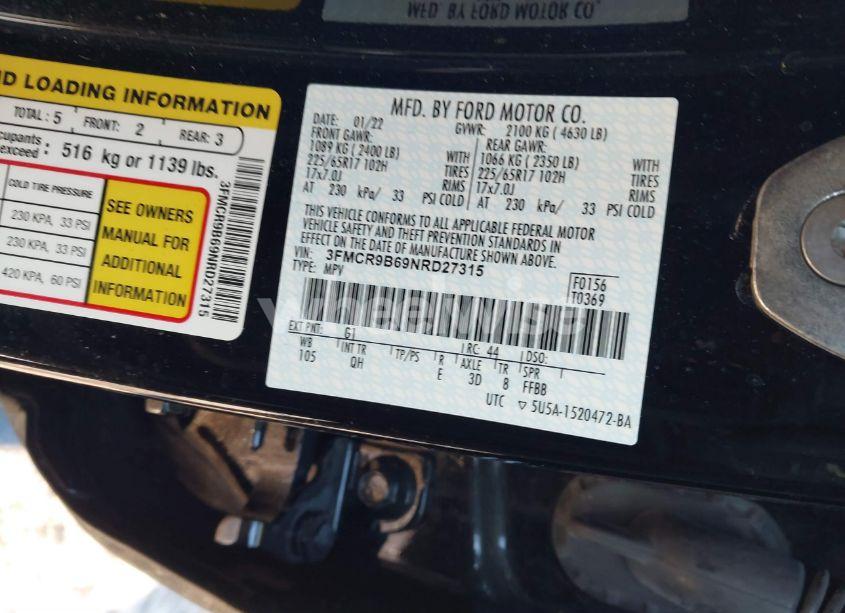 MFD. BY FORD MOTOR CO.
ND LOADING INFORMATION
TOTAL: 5 FRONT: 2 REAR: 3
cupants
exceed : 516 kg or 1139 lbs.
COLD TIRE PRESSURE
230 KPA, 33 PSI
230 KPA, 33 PSI
420 KPA, 60 PSI
SEE OWNERS
MANUAL FOR
ADDITIONAL
INFORMATION
3FMCR9B69NRD27315
MFD. BY FORD MOTOR CO.
DATE: 01/22 GVWR: 2100 KG ( 4630 LB)
FRONT GAWR: REAR GAWR:
1089 KG ( 2400 LB) WITH 1066 KG ( 2350 LB) WITH
225/65R17 102H TIRES 225/65R17 102H TIRES
17x7.0J RIMS 17x7.0J RIMS
AT 230 kPa/ 33 PSI COLD AT 230 kPa/ 33 PSI COLD
THIS VEHICLE CONFORMS TO ALL APPLICABLE FEDERAL MOTOR
VEHICLE SAFETY AND THEFT PREVENTION STANDARDS IN
EFFECT ON THE DATE OF MANUFACTURE SHOWN ABOVE.
VIN: 3FMCR9B69NRD27315
TYPE: MPV
F0156
T0369
wheelwise
EXT PNT: G1 RC: 44 DSO:
WB INT TR TP/PS R AXLE TR SPR
105 QH E 3D 8 FFBB
UTC ▽ 5U5A-1520472-BA